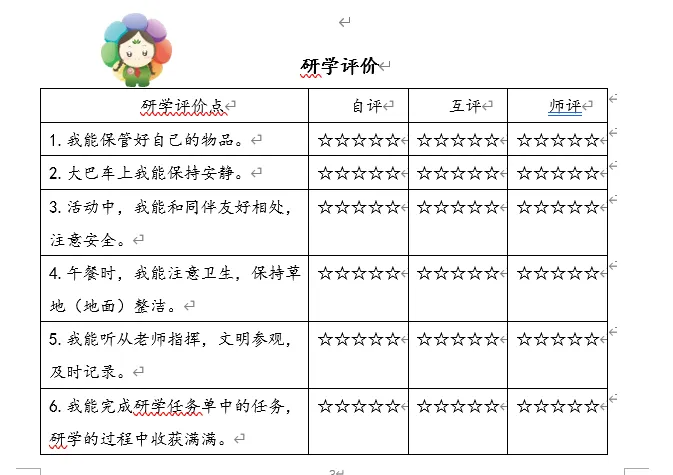 研学评价
研学评价点 自评 互评 师评
1.我能保管好自己的物品。 ☆☆☆☆☆ ☆☆☆☆☆ ☆☆☆☆☆
2.大巴车上我能保持安静。 ☆☆☆☆☆ ☆☆☆☆☆ ☆☆☆☆☆
3.活动中，我能和同伴友好相处， ☆☆☆☆☆ ☆☆☆☆☆ ☆☆☆☆☆
注意安全。
4.午餐时，我能注意卫生，保持草 ☆☆☆☆☆ ☆☆☆☆☆ ☆☆☆☆☆
地（地面）整洁。
5.我能听从老师指挥，文明参观， ☆☆☆☆☆ ☆☆☆☆☆ ☆☆☆☆☆
及时记录。
6.我能完成研学任务单中的任务， ☆☆☆☆☆ ☆☆☆☆☆ ☆☆☆☆☆
研学的过程中收获满满。